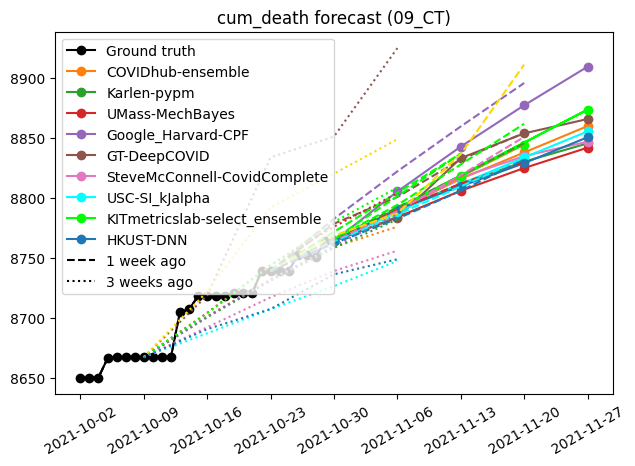 cum_death forecast (09_CT)
8900
8850
8800
8750
8700
8650
Ground truth
COVIDhub-ensemble
Karlen-pypm
UMass-MechBayes
Google_Harvard-CPF
GT-DeepCOVID
SteveMcConnell-CovidComplete
USC-SI_kJalpha
KITmetricslab-select_ensemble
HKUST-DNN
1 week ago
3 weeks ago
2021-10-02
2021-10-09
2021-10-16
2021-10-23
2021-10-30
2021-11-06
2021-11-13
2021-11-20
2021-11-27